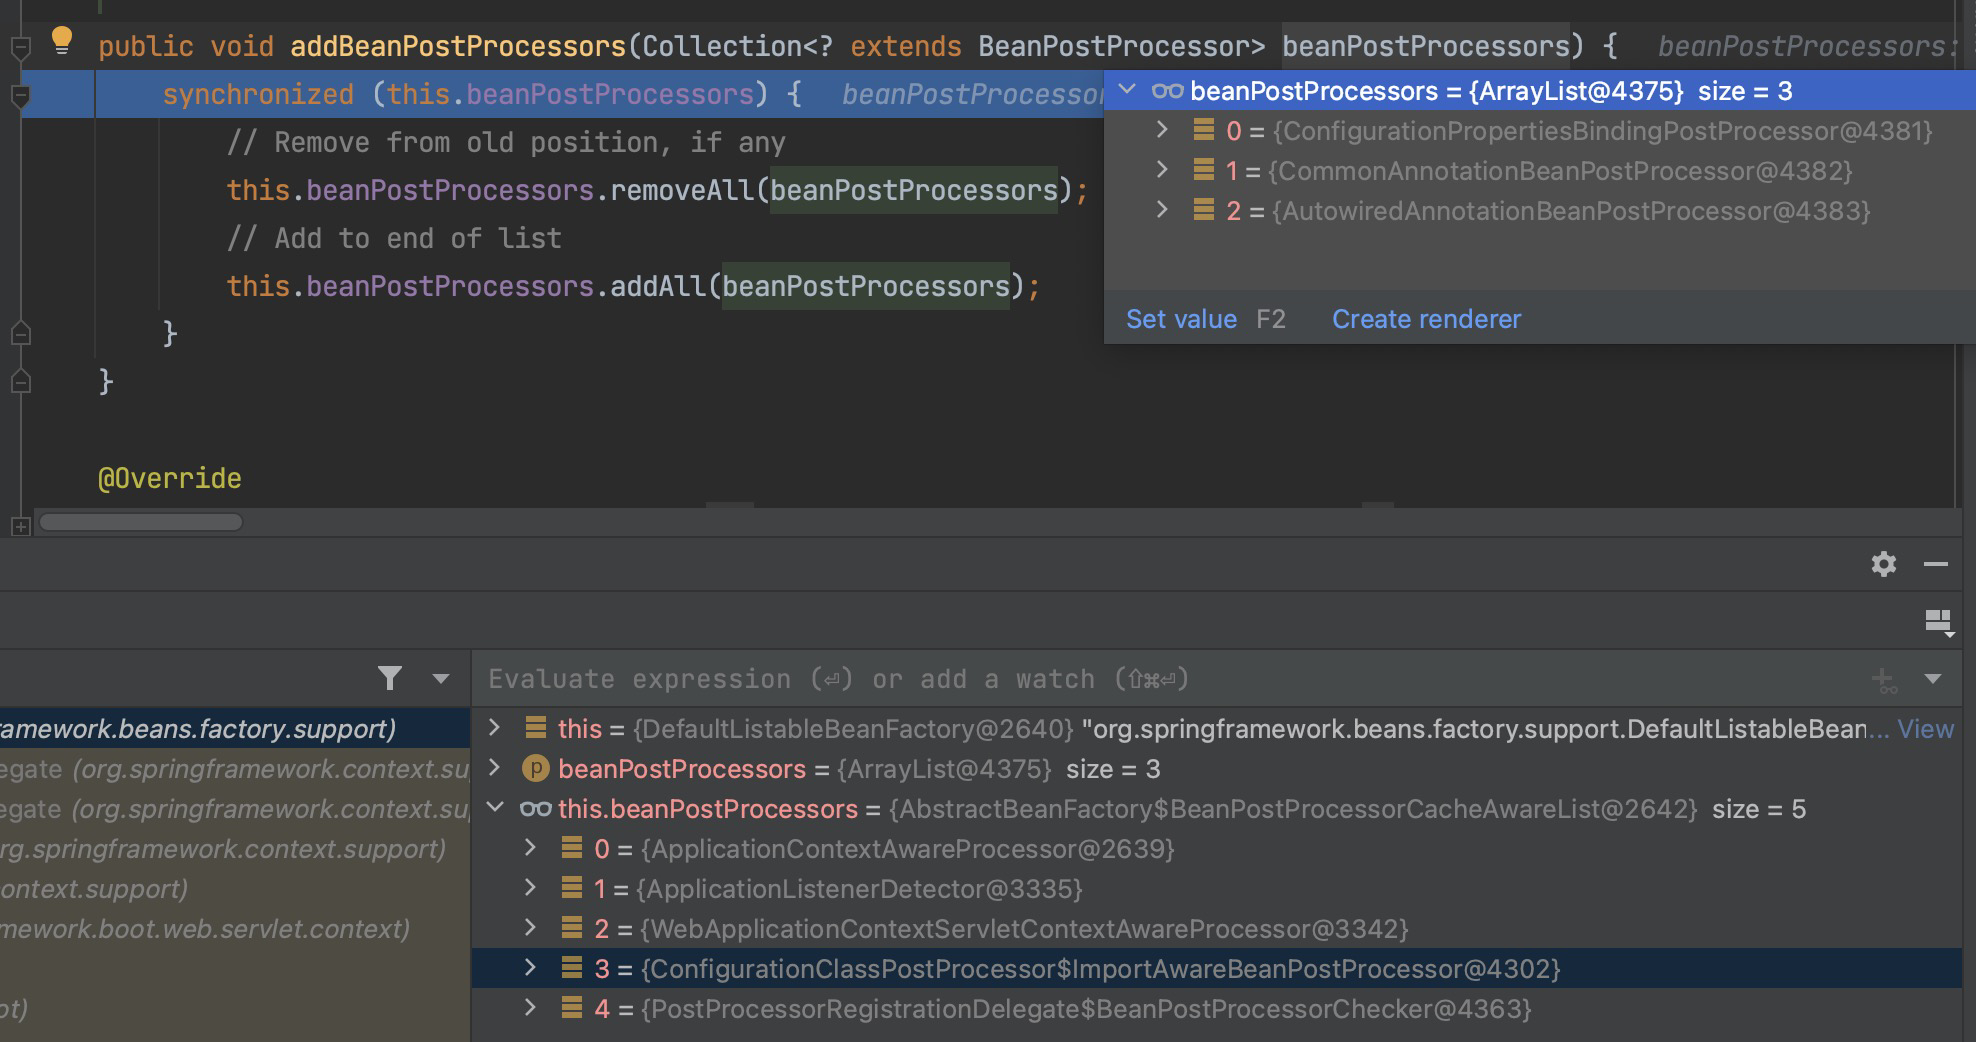 public void addBeanPostProcessors(Collection<? extends BeanPostProcessor> beanPostProcessors) {  beanPostProcessors:
synchronized (this.beanPostProcessors) {  beanPostProcessor
// Remove from old position, if any
this.beanPostProcessors.removeAll(beanPostProcessors);
// Add to end of list
this.beanPostProcessors.addAll(beanPostProcessors);
}
}
@Override
beanPostProcessors = {ArrayList@4375} size = 3
0 = {ConfigurationPropertiesBindingPostProcessor@4381}
1 = {CommonAnnotationBeanPostProcessor@4382}
2 = {AutowiredAnnotationBeanPostProcessor@4383}
Set value F2 Create renderer
Evaluate expression (⏎) or add a watch (⇧⌘⏎)
amework.beans.factory.support)
egate (org.springframework.context.su
egate (org.springframework.context.su
rg.springframework.context.support)
ontext.support)
mework.boot.web.servlet.context)
ot)
this = {DefaultListableBeanFactory@2640} "org.springframework.beans.factory.support.DefaultListableBean... View
p beanPostProcessors = {ArrayList@4375} size = 3
this.beanPostProcessors = {AbstractBeanFactory$BeanPostProcessorCacheAwareList@2642} size = 5
0 = {ApplicationContextAwareProcessor@2639}
1 = {ApplicationListenerDetector@3335}
2 = {WebApplicationContextServletContextAwareProcessor@3342}
3 = {ConfigurationClassPostProcessor$ImportAwareBeanPostProcessor@4302}
4 = {PostProcessorRegistrationDelegate$BeanPostProcessorChecker@4363}